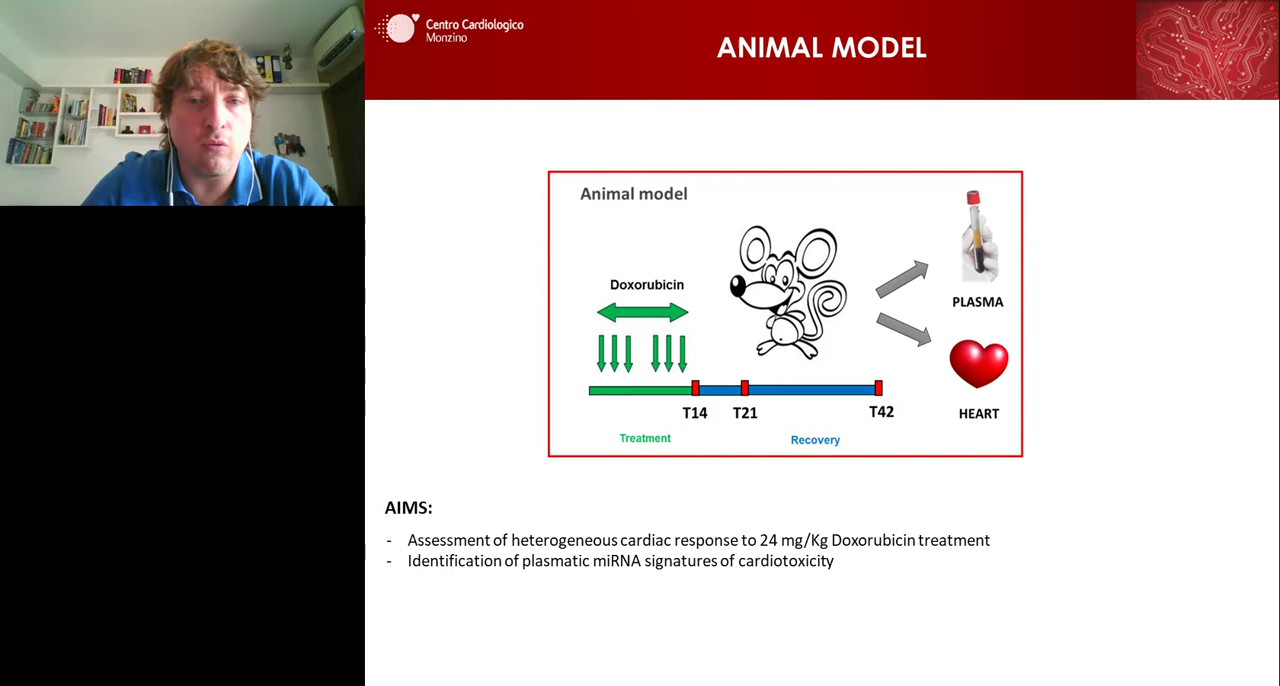 Centro Cardiologico
Monzino
ANIMAL MODEL
Animal model
Doxorubicin
PLASMA
HEART
T14
T21
T42
Treatment
Recovery
AIMS:
- Assessment of heterogeneous cardiac response to 24 mg/Kg Doxorubicin treatment
- Identification of plasmatic miRNA signatures of cardiotoxicity